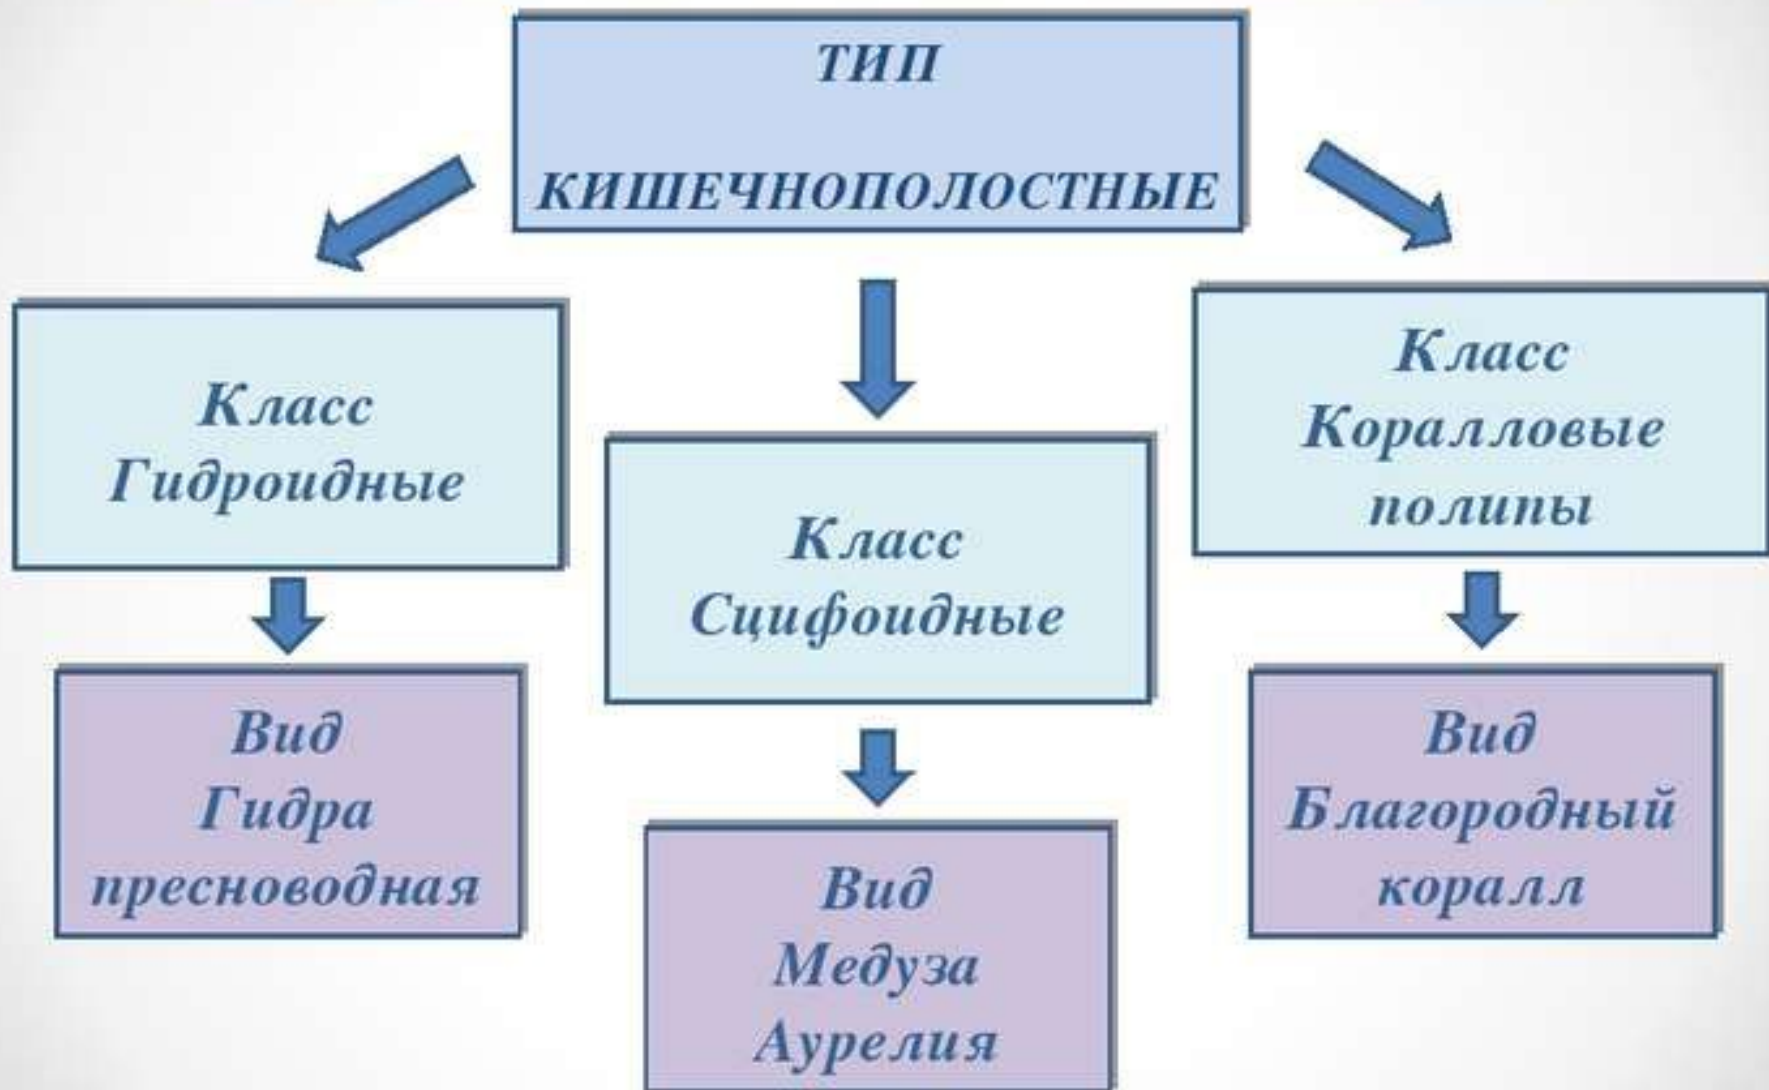 ТИП
КИШЕЧНОПОЛОСТНЫЕ
Класс
Гидроидные
Класс
Сцифоидные
Класс
Коралловые
полипы
Вид
Гидра
пресноводная
Вид
Медуза
Аурелия
Вид
Благородный
коралл